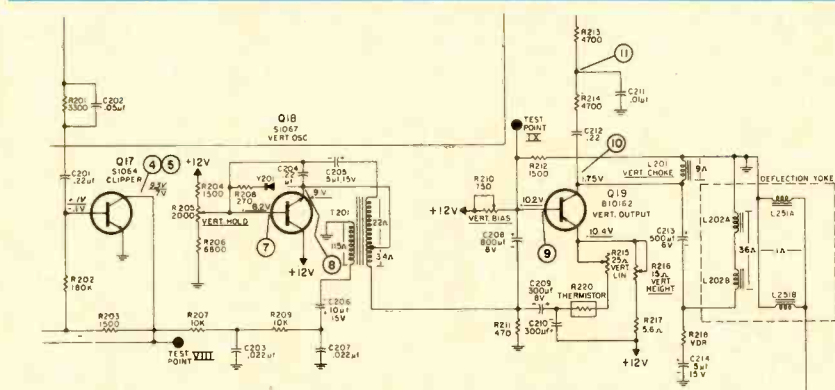 R213
4700
11
R201
3300
C202
.05uf
R214
4700
C211
.01uf
Q18
S1067
VERT OSC
TEST
POINT
IX
C212
.22
10
Q17
S1064
CLIPPER
4 5
9.3V
7V
C201
.22uf
+12V
R204
1500
Y201
R208
270
C204
.22
uf
C205
5uf,15V
9V
R212
1500
1.75V
L201
VERT. CHOKE
9Ω
R210
750
DEFLECTION YOKE
+.1V
-.1V
R205
2000
VERT. HOLD
8.2V
T201
+12V
VERT. BIAS
10.2V
Q19
B10162
VERT. OUTPUT
L202A
L251A
R206
6800
7
+12V
115Ω
22Ω
8
3.4Ω
C208
800uf
8V
9
10.4V
R215
25Ω
VERT
LIN
R216
15Ω
VERT
HEIGHT
C213
500uf
6V
36Ω
1Ω
R202
180K
L202B
L251B
C206
10uf
15V
C209
300uf
8V
R220
THERMISTOR
R203
1500
R207
10K
R209
10K
R211
470
C210
300uf
R217
5.6Ω
R218
VDR
TEST
POINT VIII
C203
.022uf
C207
.022uf
+12V
C214
5uf
15V